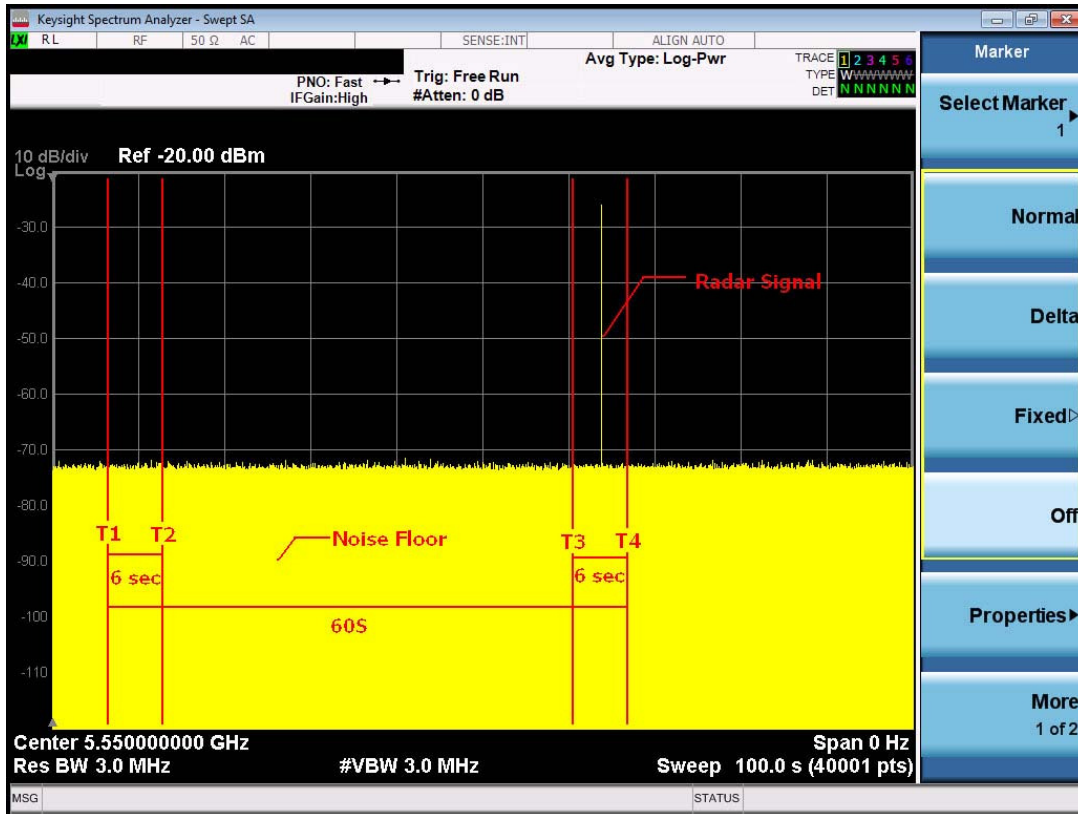 Keysight Spectrum Analyzer - Swept SA
LXI RL RF 50 Ω AC SENSE:INT ALIGN AUTO
PNO: Fast
IFGain:High
Trig: Free Run
#Atten: 0 dB
Avg Type: Log-Pwr
TRACE 1 2 3 4 5 6
TYPE WWWWWWW
DET N N N N N N
10 dB/div Ref -20.00 dBm
Log
-30.0
-40.0
-50.0
-60.0
-70.0
-80.0
-90.0
-100
-110
Radar Signal
T1 T2
Noise Floor
T3 T4
6 sec
6 sec
60S
Center 5.550000000 GHz
Span 0 Hz
Res BW 3.0 MHz
#VBW 3.0 MHz
Sweep 100.0 s (40001 pts)
MSG
STATUS
Marker
Select Marker
1
Normal
Delta
Fixed
Off
Properties
More
1 of 2